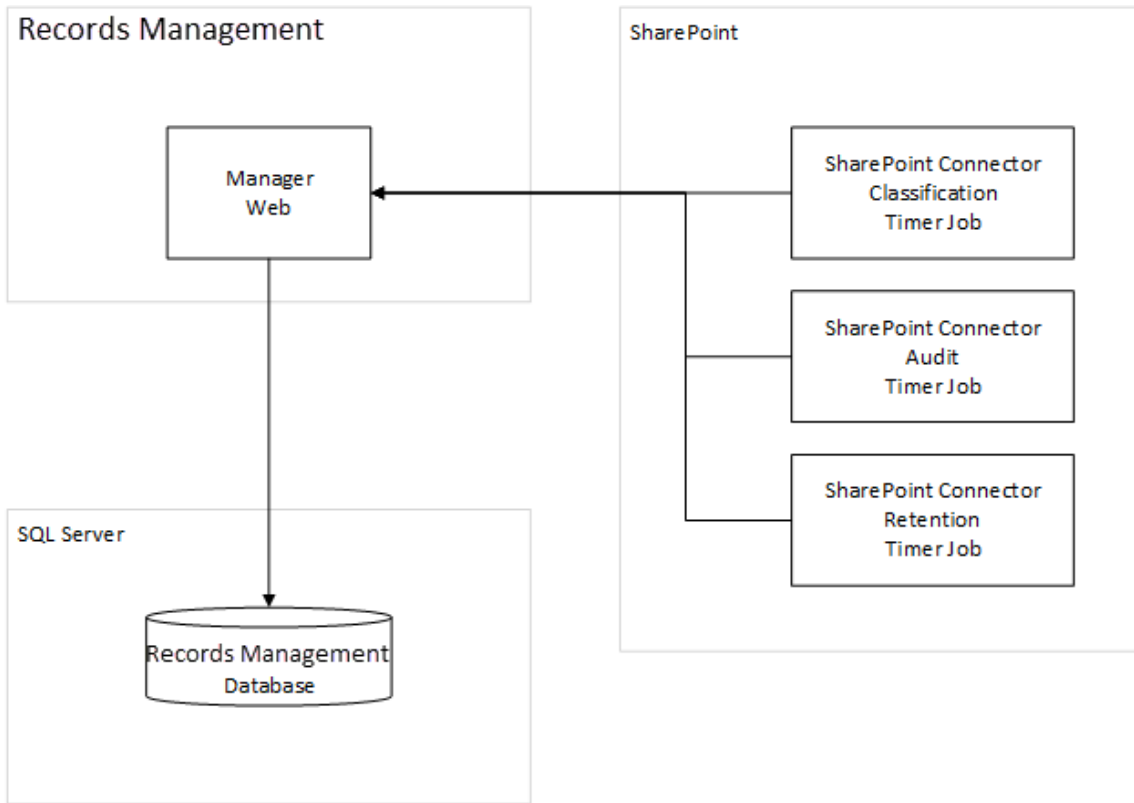 Records Management
Manager
Web
SharePoint
SharePoint Connector
Classification
Timer Job
SharePoint Connector
Audit
Timer Job
SharePoint Connector
Retention
Timer Job
SQL Server
Records Management
Database